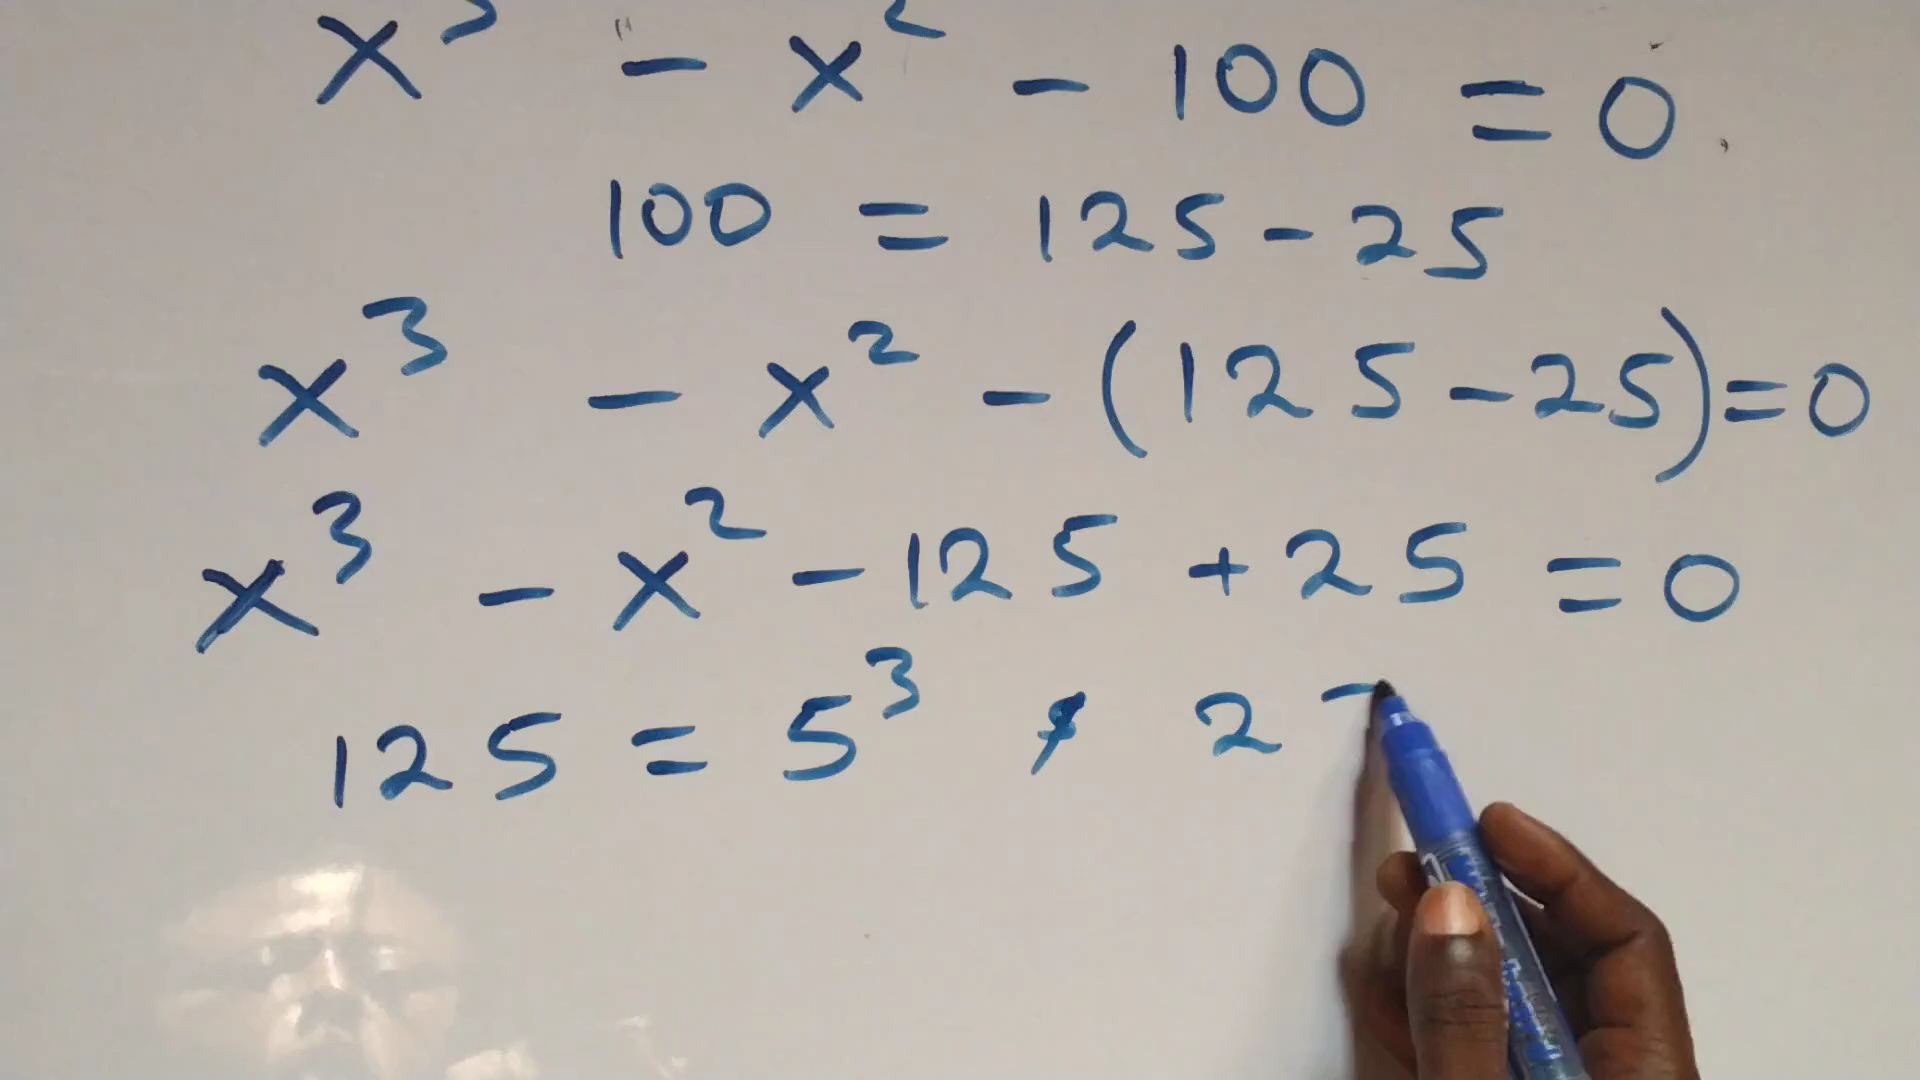 x³ - x² - 100 = 0
100 = 125 - 25
x³ - x² - (125 - 25) = 0
x³ - x² - 125 + 25 = 0
125 = 5³ & 2